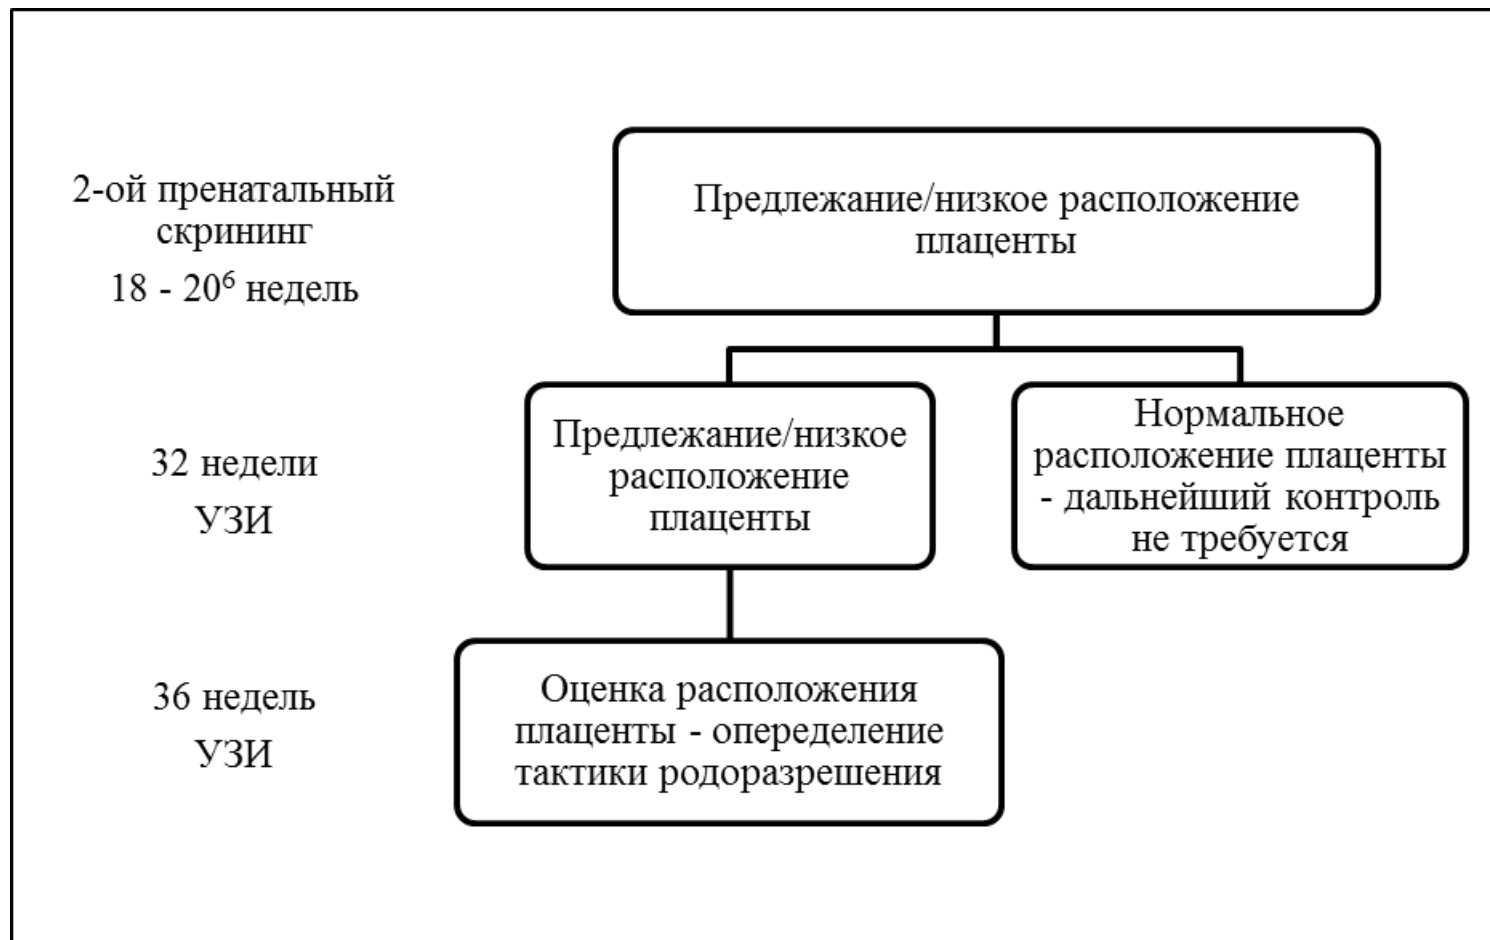 2-ой пренатальный
скрининг
18 - 20⁶ недель
Предлежание/низкое расположение
плаценты
32 недели
УЗИ
Предлежание/низкое
расположение
плаценты
Нормальное
расположение плаценты
- дальнейший контроль
не требуется
36 недель
УЗИ
Оценка расположения
плаценты - опеределение
тактики родоразрешения